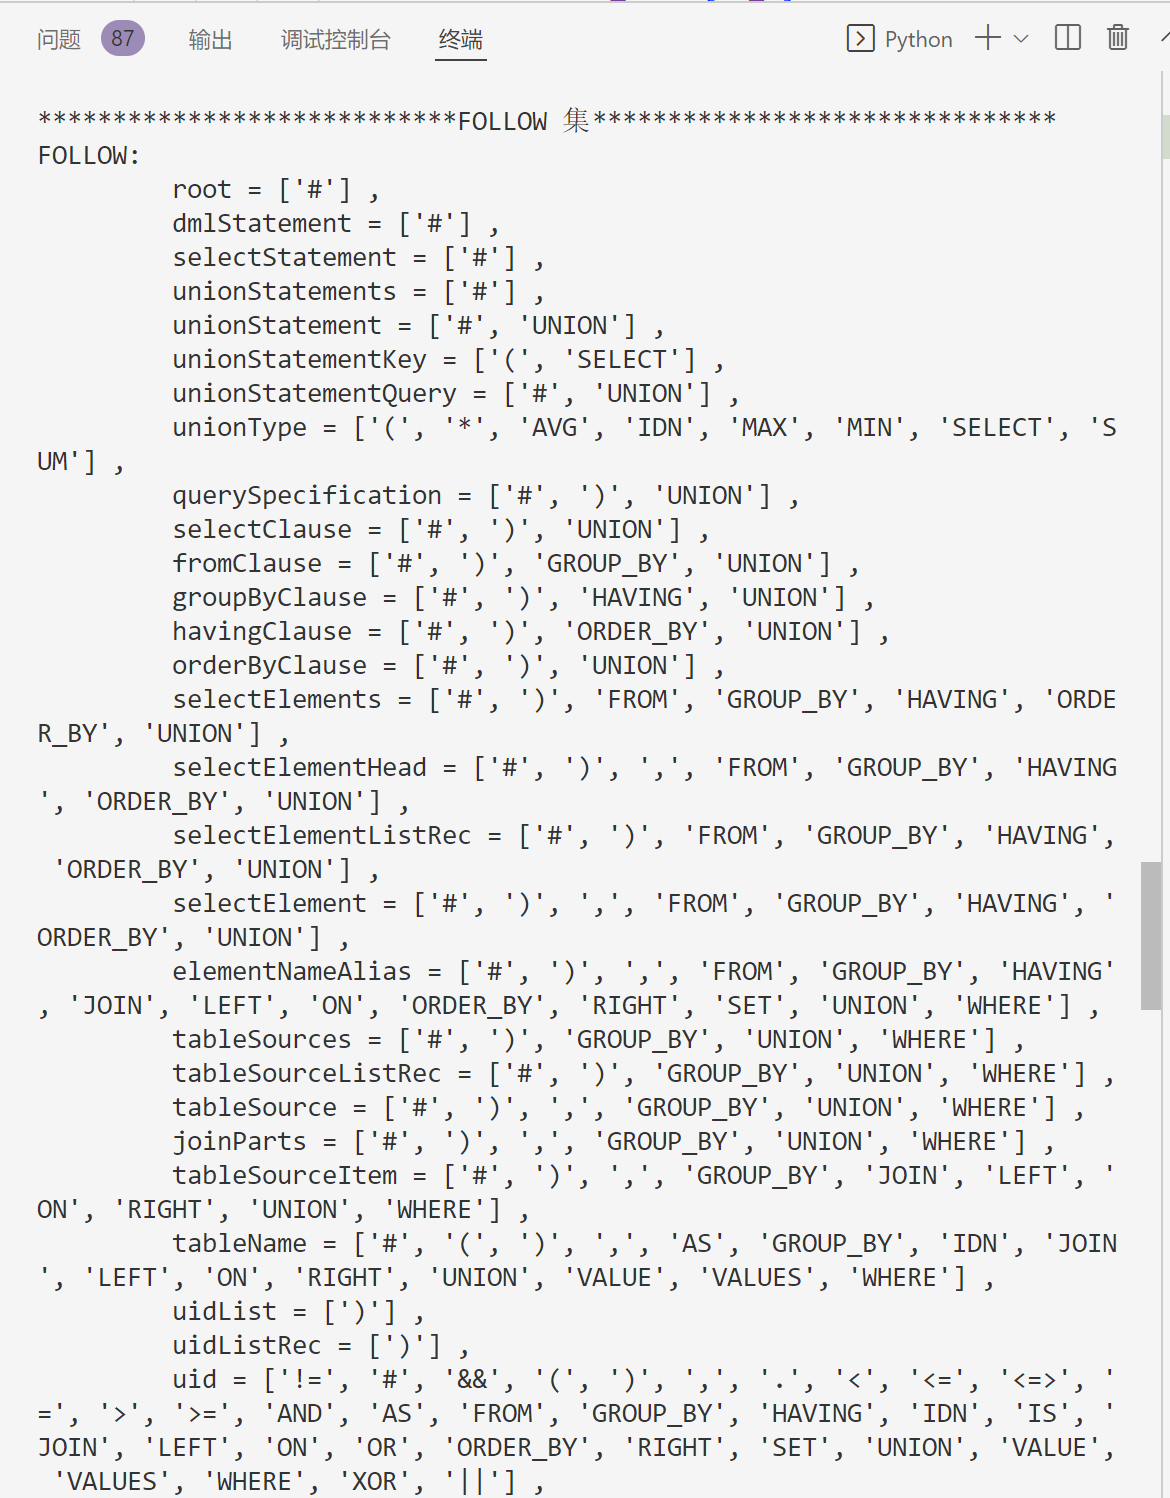 问题 87 输出 调试控制台 终端 Python
****************************FOLLOW 集*******************************
FOLLOW:
root = ['#'] ,
dmlStatement = ['#'] ,
selectStatement = ['#'] ,
unionStatements = ['#'] ,
unionStatement = ['#', 'UNION'] ,
unionStatementKey = ['(', 'SELECT'] ,
unionStatementQuery = ['#', 'UNION'] ,
unionType = ['(', '*', 'AVG', 'IDN', 'MAX', 'MIN', 'SELECT', 'S
UM'] ,
querySpecification = ['#', ')', 'UNION'] ,
selectClause = ['#', ')', 'UNION'] ,
fromClause = ['#', ')', 'GROUP_BY', 'UNION'] ,
groupByClause = ['#', ')', 'HAVING', 'UNION'] ,
havingClause = ['#', ')', 'ORDER_BY', 'UNION'] ,
orderByClause = ['#', ')', 'UNION'] ,
selectElements = ['#', ')', 'FROM', 'GROUP_BY', 'HAVING', 'ORDE
R_BY', 'UNION'] ,
selectElementHead = ['#', ')', ',', 'FROM', 'GROUP_BY', 'HAVING
', 'ORDER_BY', 'UNION'] ,
selectElementListRec = ['#', ')', 'FROM', 'GROUP_BY', 'HAVING',
'ORDER_BY', 'UNION'] ,
selectElement = ['#', ')', ',', 'FROM', 'GROUP_BY', 'HAVING', '
ORDER_BY', 'UNION'] ,
elementNameAlias = ['#', ')', ',', 'FROM', 'GROUP_BY', 'HAVING'
, 'JOIN', 'LEFT', 'ON', 'ORDER_BY', 'RIGHT', 'SET', 'UNION', 'WHERE'] ,
tableSources = ['#', ')', 'GROUP_BY', 'UNION', 'WHERE'] ,
tableSourceListRec = ['#', ')', 'GROUP_BY', 'UNION', 'WHERE'] ,
tableSource = ['#', ')', ',', 'GROUP_BY', 'UNION', 'WHERE'] ,
joinParts = ['#', ')', ',', 'GROUP_BY', 'UNION', 'WHERE'] ,
tableSourceItem = ['#', ')', ',', 'GROUP_BY', 'JOIN', 'LEFT', '
ON', 'RIGHT', 'UNION', 'WHERE'] ,
tableName = ['#', '(', ')', ',', 'AS', 'GROUP_BY', 'IDN', 'JOIN
', 'LEFT', 'ON', 'RIGHT', 'UNION', 'VALUE', 'VALUES', 'WHERE'] ,
uidList = [')'] ,
uidListRec = [')'] ,
uid = ['!=', '#', '&&', '(', ')', ',', '.', '<', '<=', '<=>', '
=', '>', '>=', 'AND', 'AS', 'FROM', 'GROUP_BY', 'HAVING', 'IDN', 'IS', '
JOIN', 'LEFT', 'ON', 'OR', 'ORDER_BY', 'RIGHT', 'SET', 'UNION', 'VALUE',
'VALUES', 'WHERE', 'XOR', '||'] ,